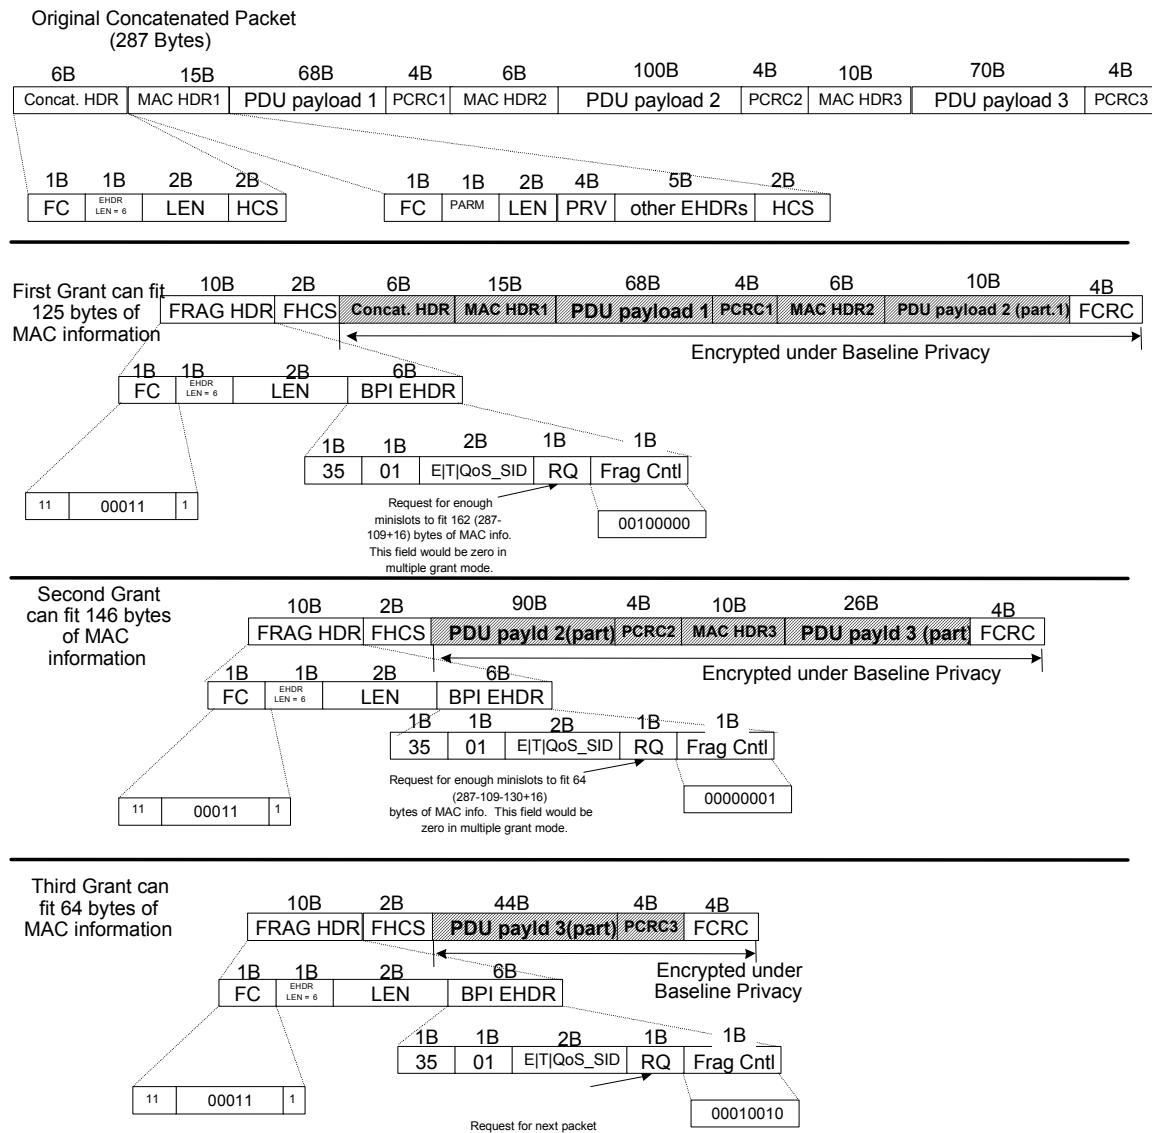 Original Concatenated Packet
(287 Bytes)
6B 15B 68B 4B 6B 100B 4B 10B 70B 4B
Concat. HDR MAC HDR1 PDU payload 1 PCRC1 MAC HDR2 PDU payload 2 PCRC2 MAC HDR3 PDU payload 3 PCRC3
1B 1B 2B 2B 1B 1B 2B 4B 5B 2B
FC EHDR LEN = 6 LEN HCS FC PARM LEN PRV other EHDRs HCS
First Grant can fit
125 bytes of
MAC information
10B 2B 6B 15B 68B 4B 6B 10B 4B
FRAG HDR FHCS Concat. HDR MAC HDR1 PDU payload 1 PCRC1 MAC HDR2 PDU payload 2 (part.1) FCRC
Encrypted under Baseline Privacy
1B 1B 2B 6B
FC EHDR LEN = 6 LEN BPI EHDR
1B 1B 2B 1B 1B
35 01 E|T|QoS_SID RQ Frag Cntl
11 00011 1
Request for enough
minislots to fit 162 (287-
109+16) bytes of MAC info.
This field would be zero in
multiple grant mode.
00100000
Second Grant
can fit 146 bytes
of MAC
information
10B 2B 90B 4B 10B 26B 4B
FRAG HDR FHCS PDU payld 2(part) PCRC2 MAC HDR3 PDU payld 3 (part) FCRC
Encrypted under Baseline Privacy
1B 1B 2B 6B
FC EHDR LEN = 6 LEN BPI EHDR
1B 1B 2B 1B 1B
35 01 E|T|QoS_SID RQ Frag Cntl
Request for enough minislots to fit 64
(287-109-130+16)
bytes of MAC info. This field would be
zero in multiple grant mode.
00000001
11 00011 1
Third Grant can
fit 64 bytes of
MAC information
10B 2B 44B 4B 4B
FRAG HDR FHCS PDU payld 3(part) PCRC3 FCRC
Encrypted under
Baseline Privacy
1B 1B 2B 6B
FC EHDR LEN = 6 LEN BPI EHDR
1B 1B 2B 1B 1B
35 01 E|T|QoS_SID RQ Frag Cntl
11 00011 1
00010010
Request for next packet